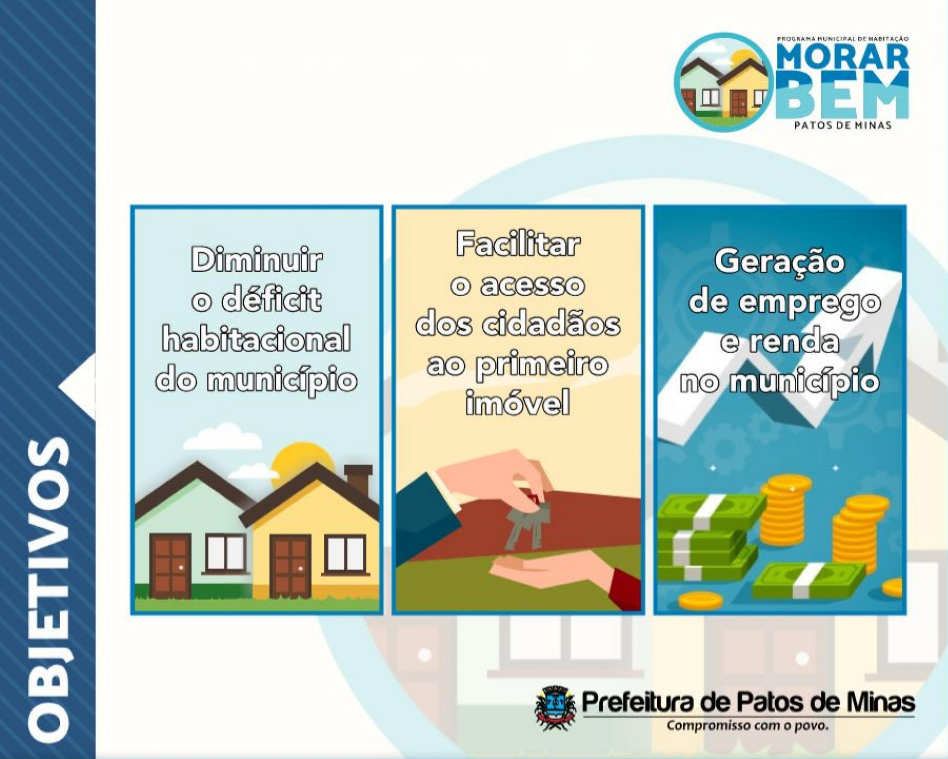 PROGRAMA MUNICIPAL DE HABITAÇÃO
MORAR
BEM
PATOS DE MINAS
OBJETIVOS
Diminuir
o déficit
habitacional
do município
Facilitar
o acesso
dos cidadãos
ao primeiro
imóvel
Geração
de emprego
e renda
no município
Prefeitura de Patos de Minas
Compromisso com o povo.